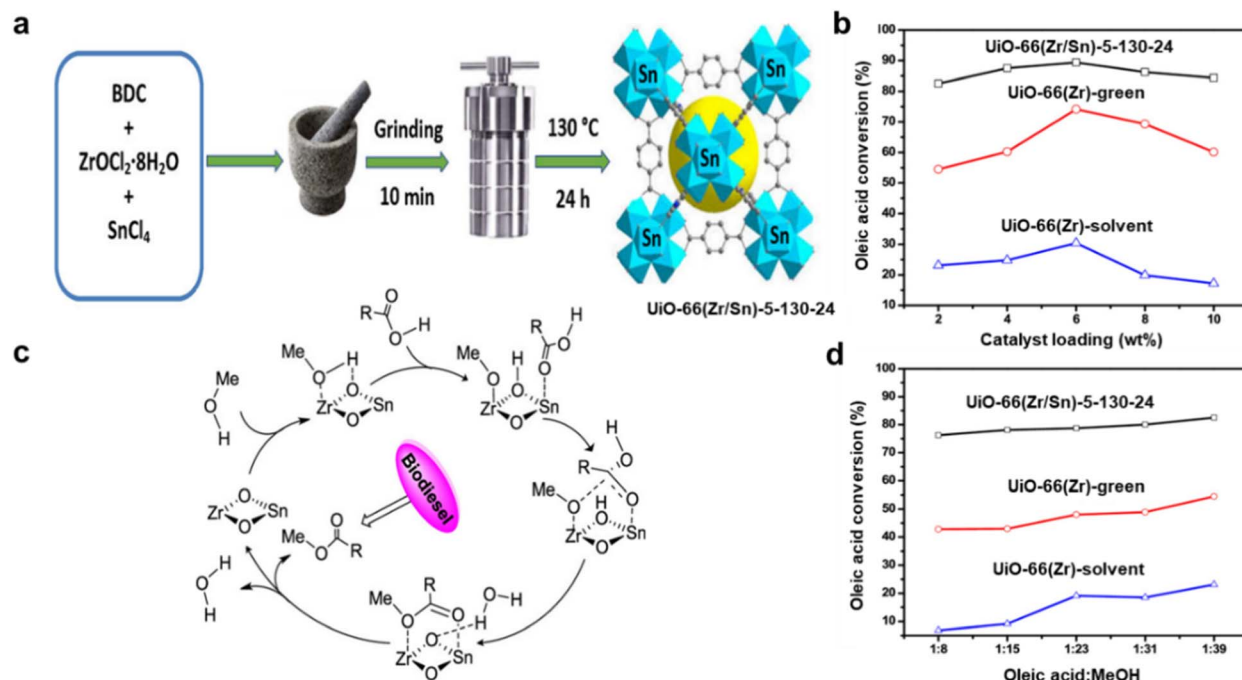 a
BDC
+
ZrOCl₂·8H₂O
+
SnCl₄
Grinding
10 min
130 °C
24 h
Sn
Sn
Sn
Sn
Sn
UiO-66(Zr/Sn)-5-130-24
b
Oleic acid conversion (%)
100
90
80
70
60
50
40
30
20
10
UiO-66(Zr/Sn)-5-130-24
UiO-66(Zr)-green
UiO-66(Zr)-solvent
2 4 6 8 10
Catalyst loading (wt%)
c
R O H
O
Me H
O O
Zr Sn
O
R H
O
Me H O
O O
Zr Sn
O
Me
O
H
H
O
R
Me O
O H
O
Zr Sn
O
Biodiesel
O
Zr Sn
O
Me O
O R
O
H H
R
Me
O O O H
H
O
Zr Sn
O
d
Oleic acid conversion (%)
100
90
80
70
60
50
40
30
20
10
UiO-66(Zr/Sn)-5-130-24
UiO-66(Zr)-green
UiO-66(Zr)-solvent
1:8 1:15 1:23 1:31 1:39
Oleic acid:MeOH